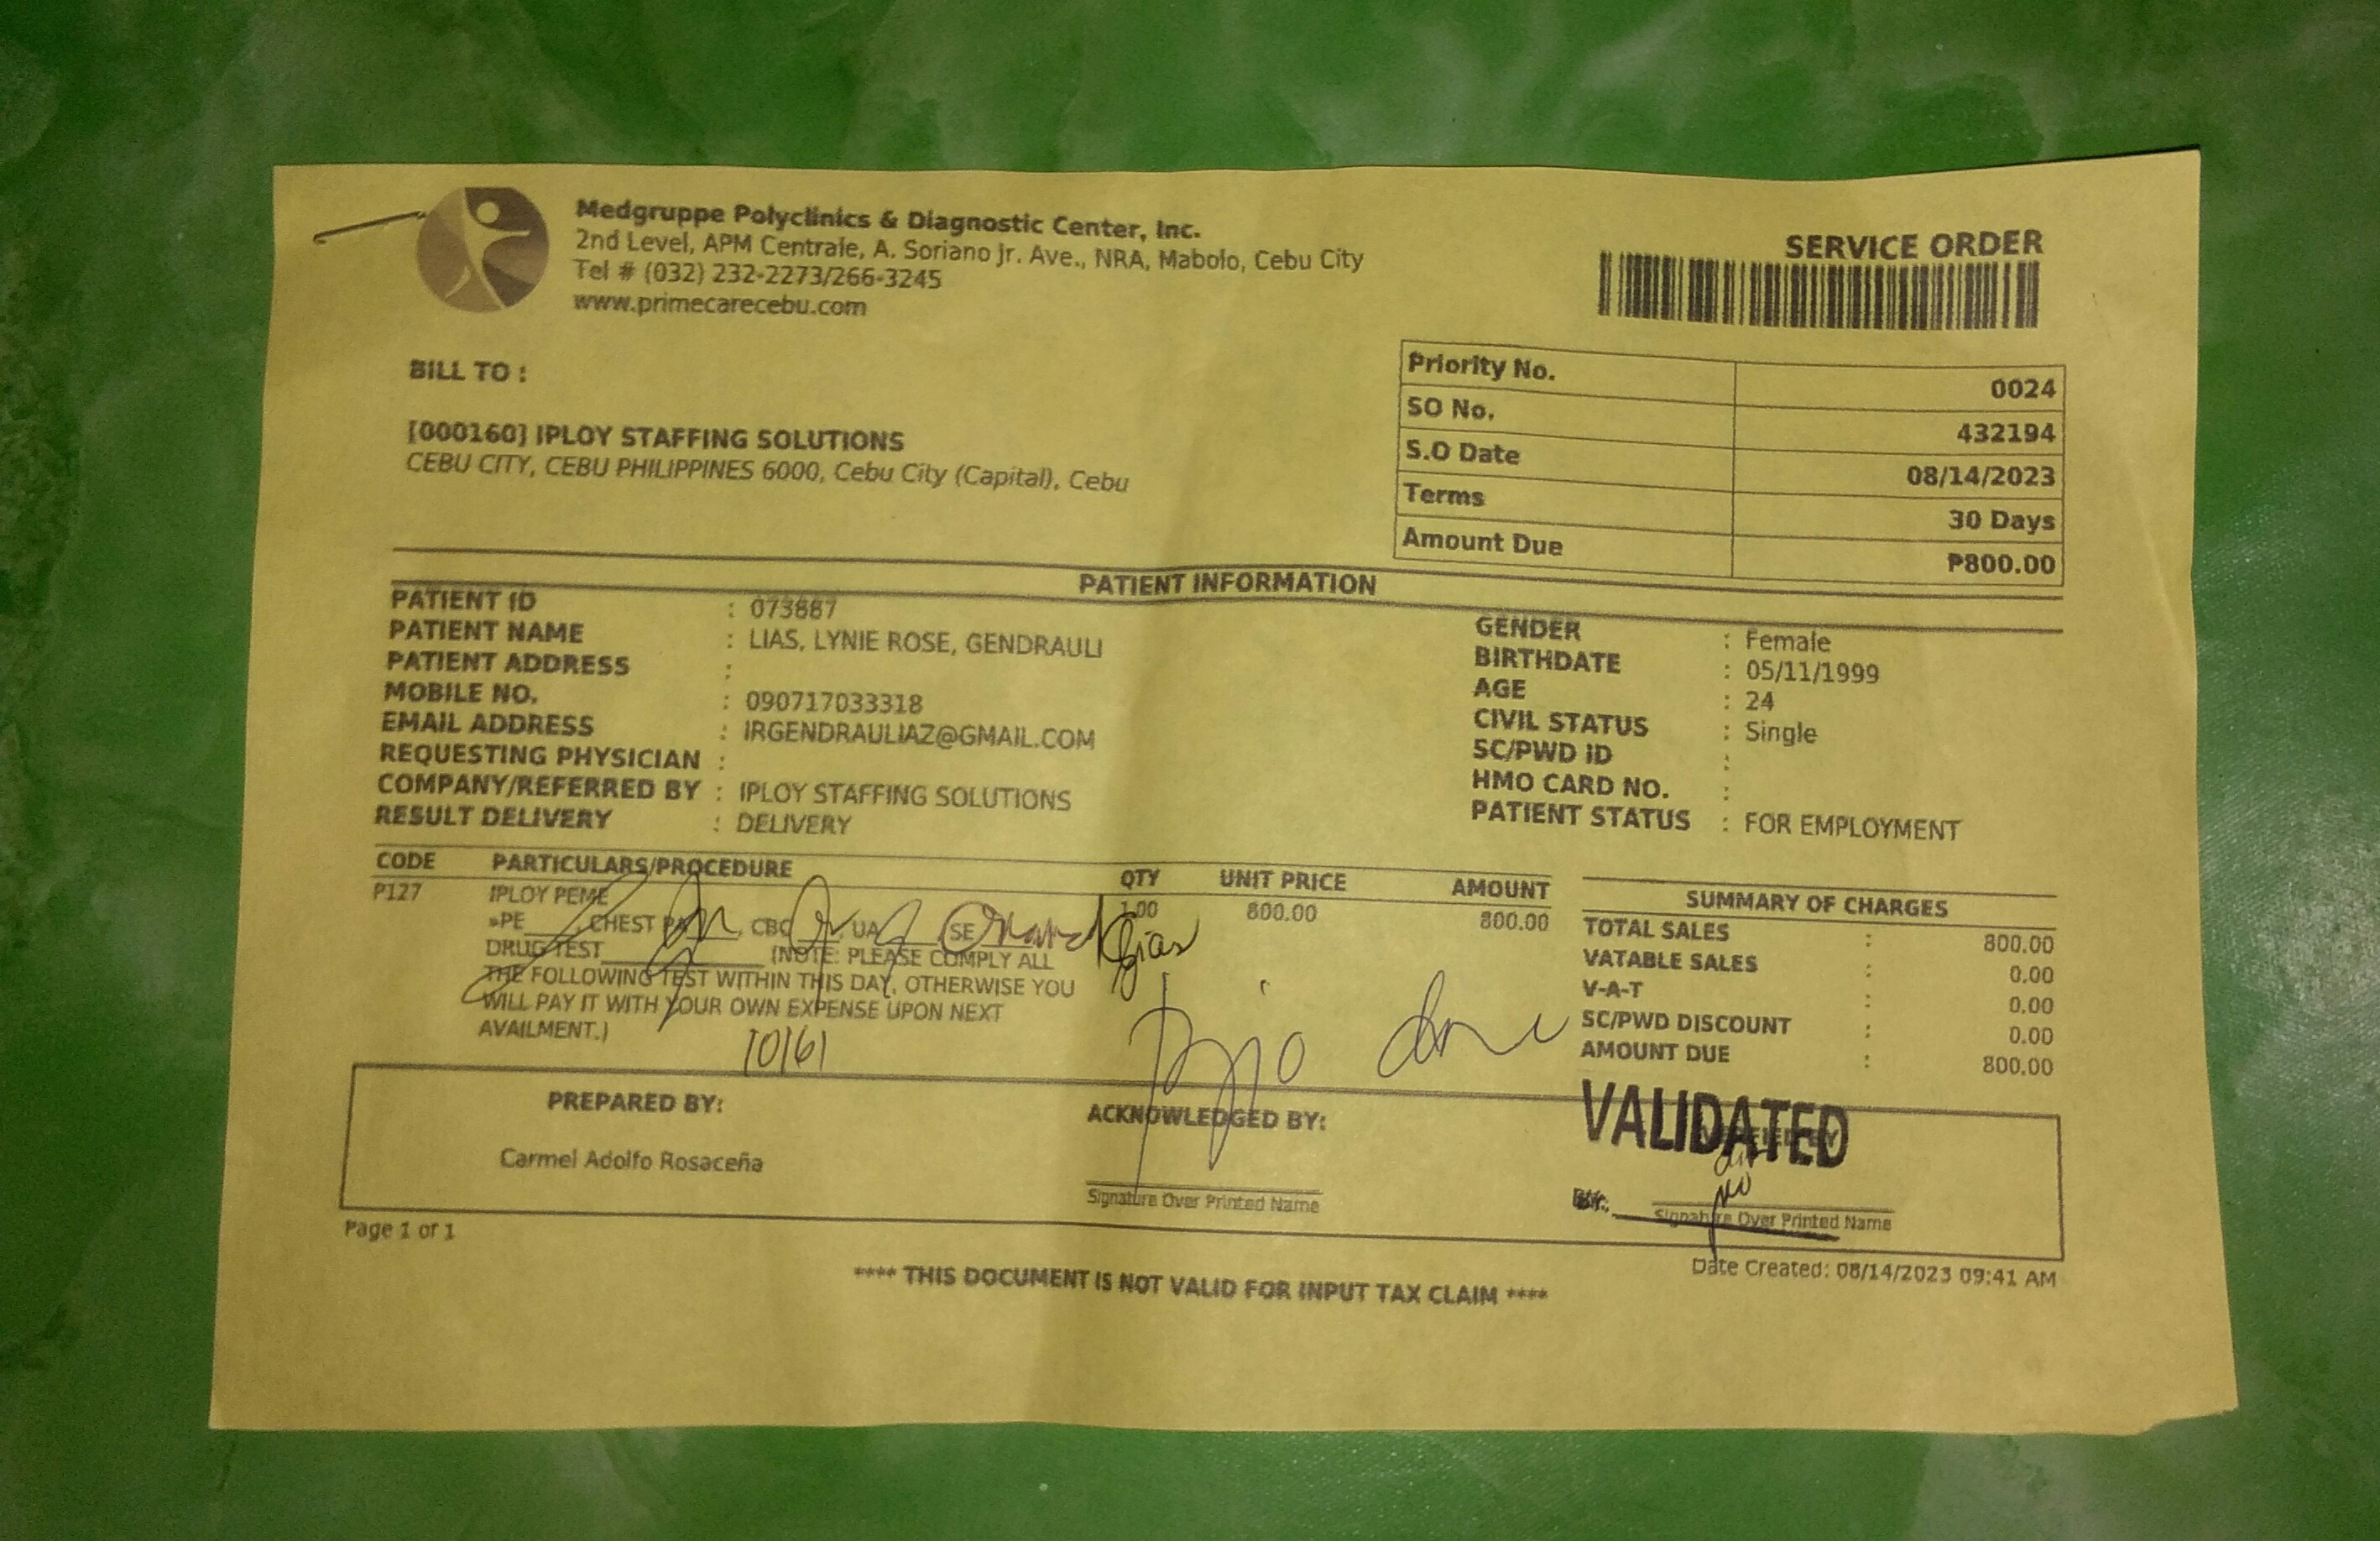 Medgruppe Polyclinics & Diagnostic Center, Inc.
2nd Level, APM Centrale, A. Soriano Jr. Ave., NRA, Mabolo, Cebu City
Tel # (032) 232-2273/266-3245
www.primecarecebu.com
SERVICE ORDER
BILL TO :
[000160] IPLOY STAFFING SOLUTIONS
CEBU CITY, CEBU PHILIPPINES 6000, Cebu City (Capital), Cebu
Priority No. 0024
SO No. 432194
S.O Date 08/14/2023
Terms 30 Days
Amount Due ₱800.00
PATIENT INFORMATION
PATIENT ID : 073887
PATIENT NAME : LIAS, LYNIE ROSE, GENDRAULI
PATIENT ADDRESS :
MOBILE NO. : 090717033318
EMAIL ADDRESS : IRGENDRAULIAZ@GMAIL.COM
REQUESTING PHYSICIAN :
COMPANY/REFERRED BY : IPLOY STAFFING SOLUTIONS
RESULT DELIVERY : DELIVERY
GENDER : Female
BIRTHDATE : 05/11/1999
AGE : 24
CIVIL STATUS : Single
SC/PWD ID :
HMO CARD NO. :
PATIENT STATUS : FOR EMPLOYMENT
CODE PARTICULARS/PROCEDURE QTY UNIT PRICE AMOUNT
P127 IPLOY PEME 1.00 800.00 800.00
»PE____, CHEST PA____, CBC____, UA____, SE____
DRUG TEST____ (NOTE: PLEASE COMPLY ALL
THE FOLLOWING TEST WITHIN THIS DAY, OTHERWISE YOU
WILL PAY IT WITH YOUR OWN EXPENSE UPON NEXT
AVAILMENT.)
SUMMARY OF CHARGES
TOTAL SALES : 800.00
VATABLE SALES : 0.00
V-A-T : 0.00
SC/PWD DISCOUNT : 0.00
AMOUNT DUE : 800.00
PREPARED BY:
Carmel Adolfo Rosaceña
ACKNOWLEDGED BY:
Signature Over Printed Name
VALIDATED
Signature Over Printed Name
Page 1 of 1
Date Created: 08/14/2023 09:41 AM
**** THIS DOCUMENT IS NOT VALID FOR INPUT TAX CLAIM ****